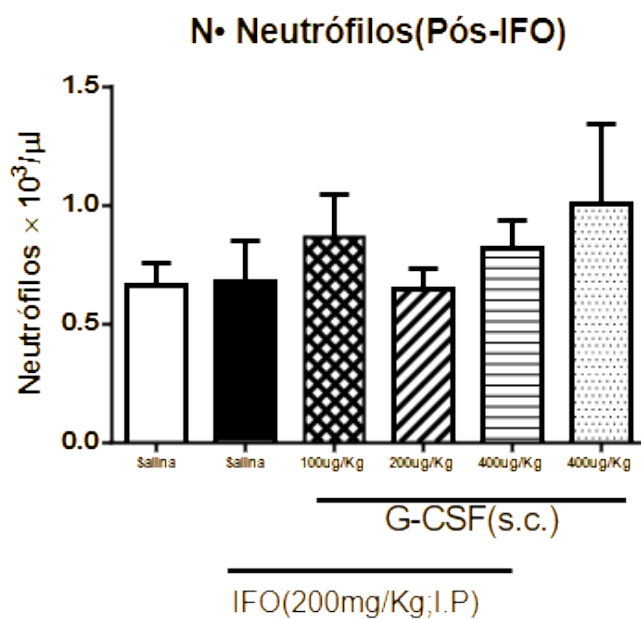 N• Neutrófilos(Pós-IFO)
Neutrófilos × 10³/µl
1.5
1.0
0.5
0.0
Salina Salina 100ug/Kg 200ug/Kg 400ug/Kg 400ug/Kg
G-CSF(s.c.)
IFO(200mg/Kg;I.P)